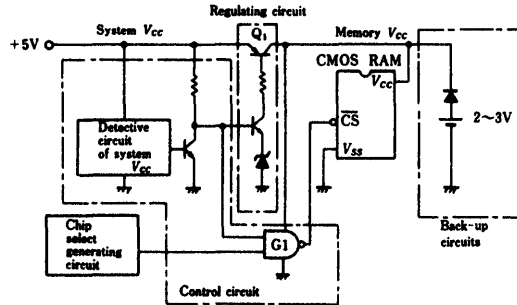 Regulating circuit
System Vcc
Q₁
Memory Vcc
+5V
CMOS RAM
Vcc
CS
2~3V
Detective
circuit
of system
Vcc
Vss
Chip
select
generating
circuit
G1
Back-up
circuits
Control circuit